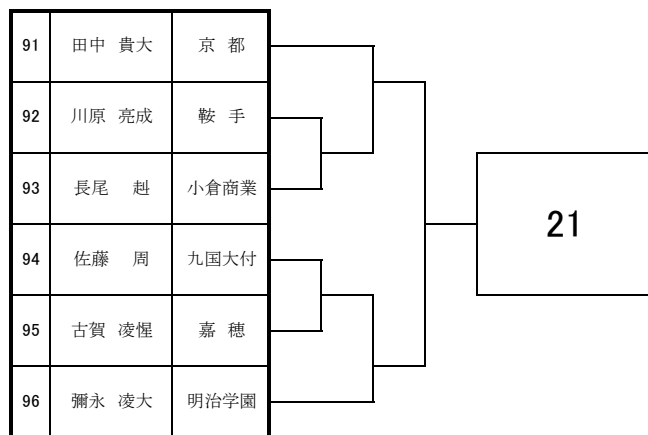 91 田中 貴大 京 都
92 川原 亮成 鞍 手
93 長尾 赳 小倉商業
94 佐藤 周 九国大付
95 古賀 凌惺 嘉 穂
96 彌永 凌大 明治学園
21